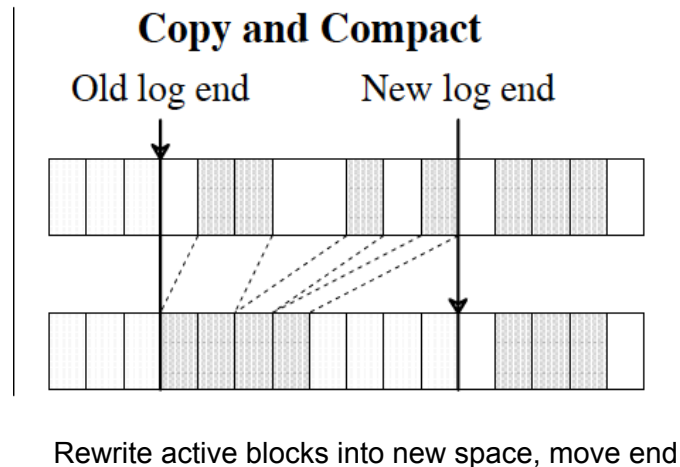 Copy and Compact
Old log end New log end
Rewrite active blocks into new space, move end